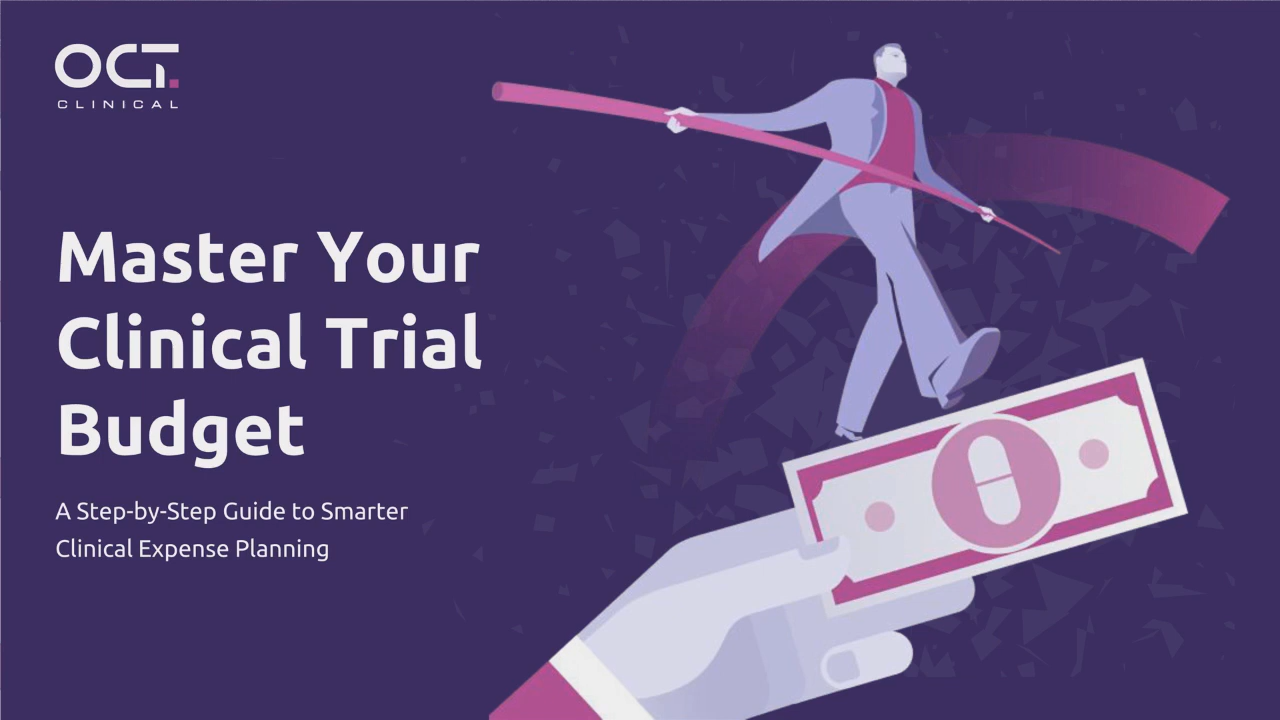 OCT.
CLINICAL
Master Your
Clinical Trial
Budget
A Step-by-Step Guide to Smarter
Clinical Expense Planning